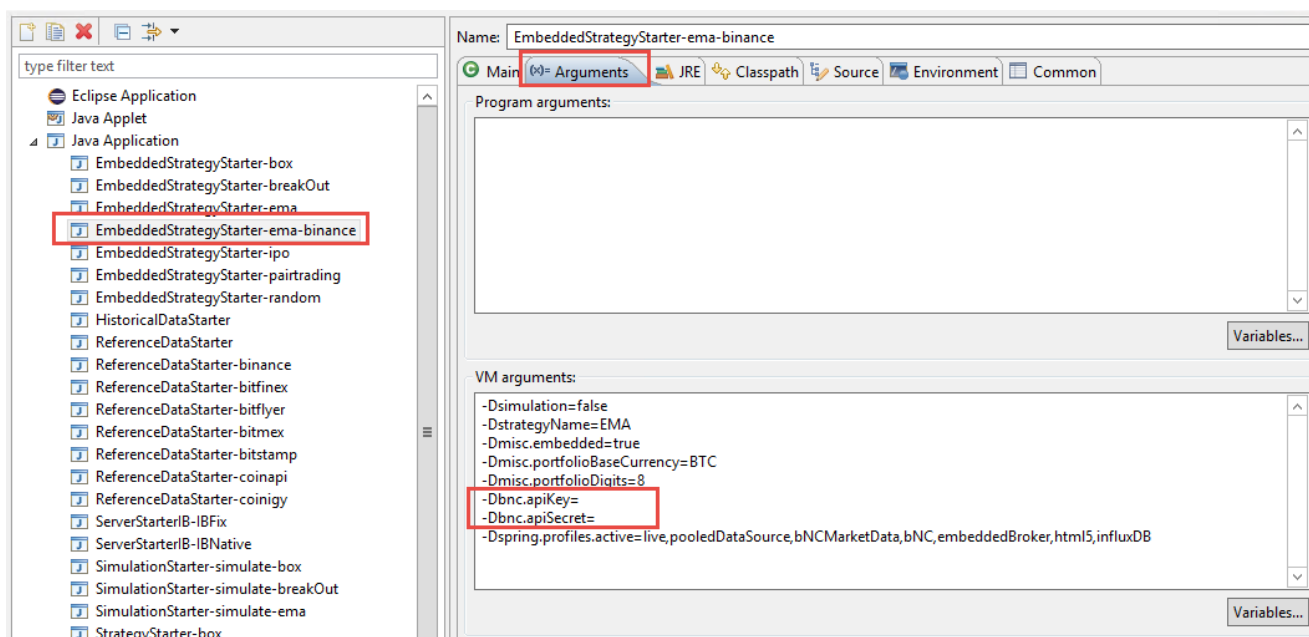 type filter text
Eclipse Application
Java Applet
Java Application
EmbeddedStrategyStarter-box
EmbeddedStrategyStarter-breakOut
EmbeddedStrategyStarter-ema
EmbeddedStrategyStarter-ema-binance
EmbeddedStrategyStarter-ipo
EmbeddedStrategyStarter-pairtrading
EmbeddedStrategyStarter-random
HistoricalDataStarter
ReferenceDataStarter
ReferenceDataStarter-binance
ReferenceDataStarter-bitfinex
ReferenceDataStarter-bitflyer
ReferenceDataStarter-bitmex
ReferenceDataStarter-bitstamp
ReferenceDataStarter-coinapi
ReferenceDataStarter-coinigy
ServerStarterIB-IBFix
ServerStarterIB-IBNative
SimulationStarter-simulate-box
SimulationStarter-simulate-breakOut
SimulationStarter-simulate-ema
StrategyStarter-box
Name: EmbeddedStrategyStarter-ema-binance
Main (x)= Arguments JRE Classpath Source Environment Common
Program arguments:
Variables...
VM arguments:
-Dsimulation=false
-DstrategyName=EMA
-Dmisc.embedded=true
-Dmisc.portfolioBaseCurrency=BTC
-Dmisc.portfolioDigits=8
-Dbnc.apiKey=
-Dbnc.apiSecret=
-Dspring.profiles.active=live,pooledDataSource,bNCMarketData,bNC,embeddedBroker,html5,influxDB
Variables...